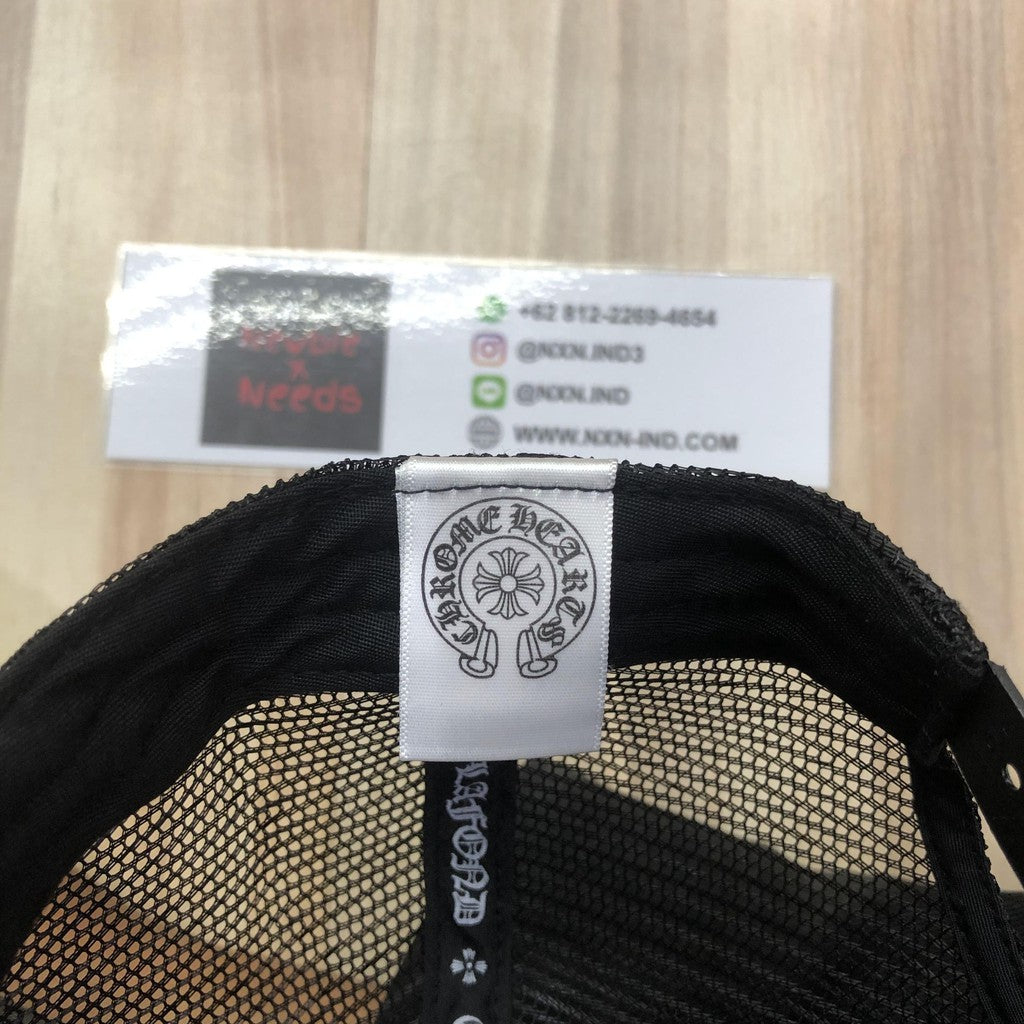 x
Needs
+62 812-2269-4654
@NXN.IND3
@NXN.IND
WWW.NXN-IND.COM
CHROME HEARTS